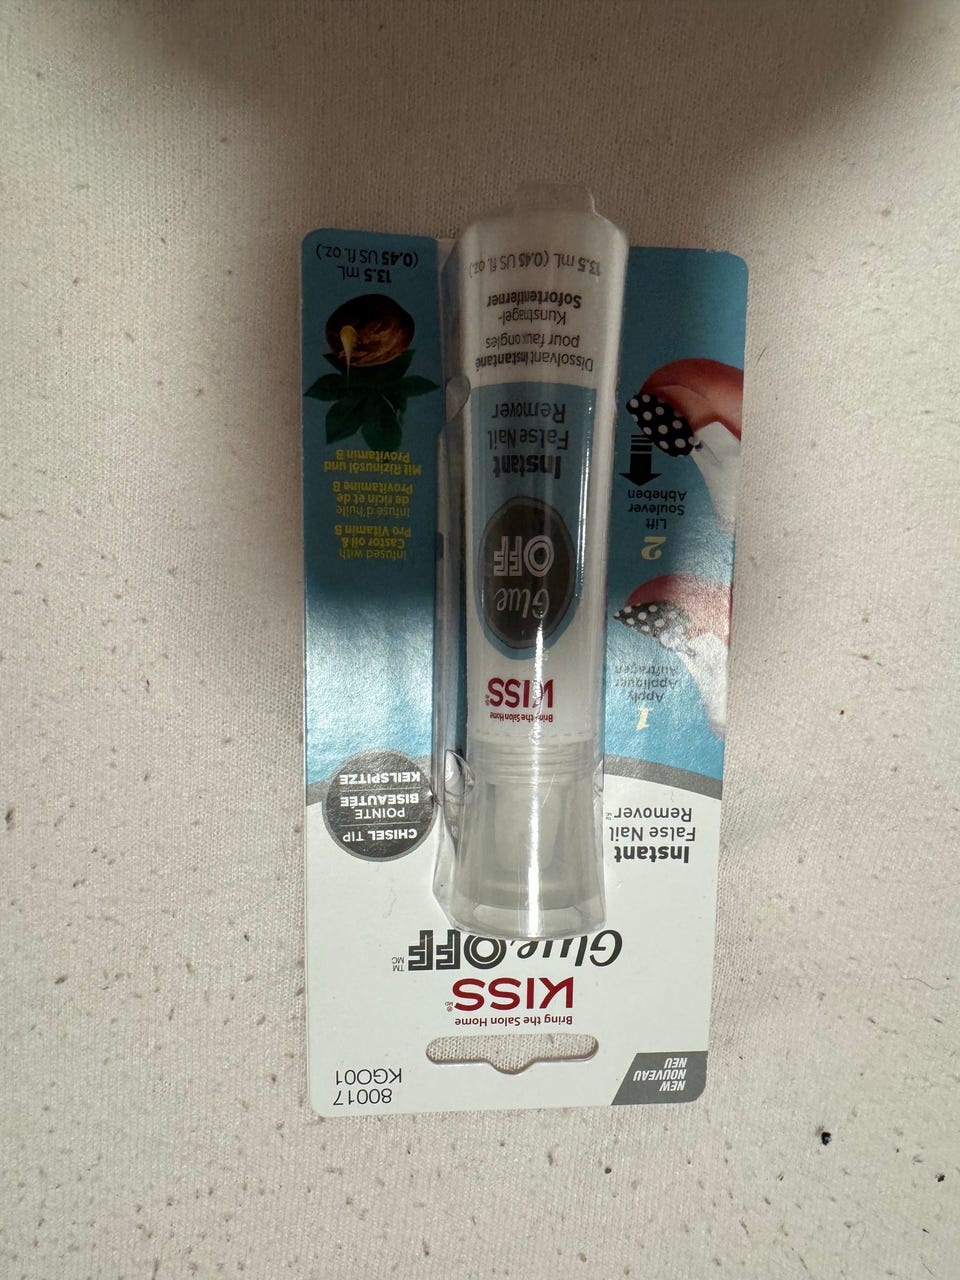 80017
KGO01
NEW
NOUVEAU
NEU
Bring the Salon Home
KISS® MD
Glue OFF™ MC
Instant
False Nail
Remover
CHISEL TIP
POINTE
BISEAUTÉE
KEILSPITZE
1
Apply
Appliquer
Auftragen
2
Lift
Soulever
Abheben
Bring the Salon Home
KISS
Glue
OFF
Instant
False Nail
Remover
Dissolvant instantané
pour faux ongles
Kunstnagel-
Sofortentferner
13.5 mL (0.45 US fl. oz.)
Infused with
Castor oil &
Pro Vitamin B
Infusé d'huile
de ricin et de
Provitamine B
Mit Rizinusöl und
Provitamin B
13.5 mL
(0.45 US fl. oz.)